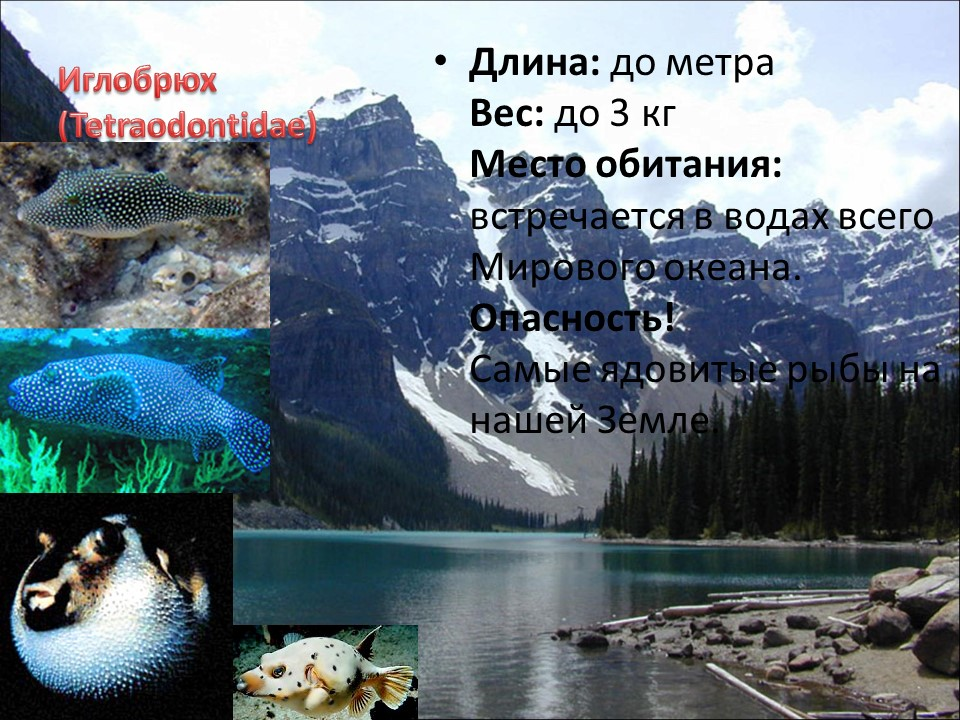 Иглобрюх
(Tetraodontidae)
• Длина: до метра
Вес: до 3 кг
Место обитания:
встречается в водах всего
Мирового океана.
Опасность!
Самые ядовитые рыбы на
нашей Земле.